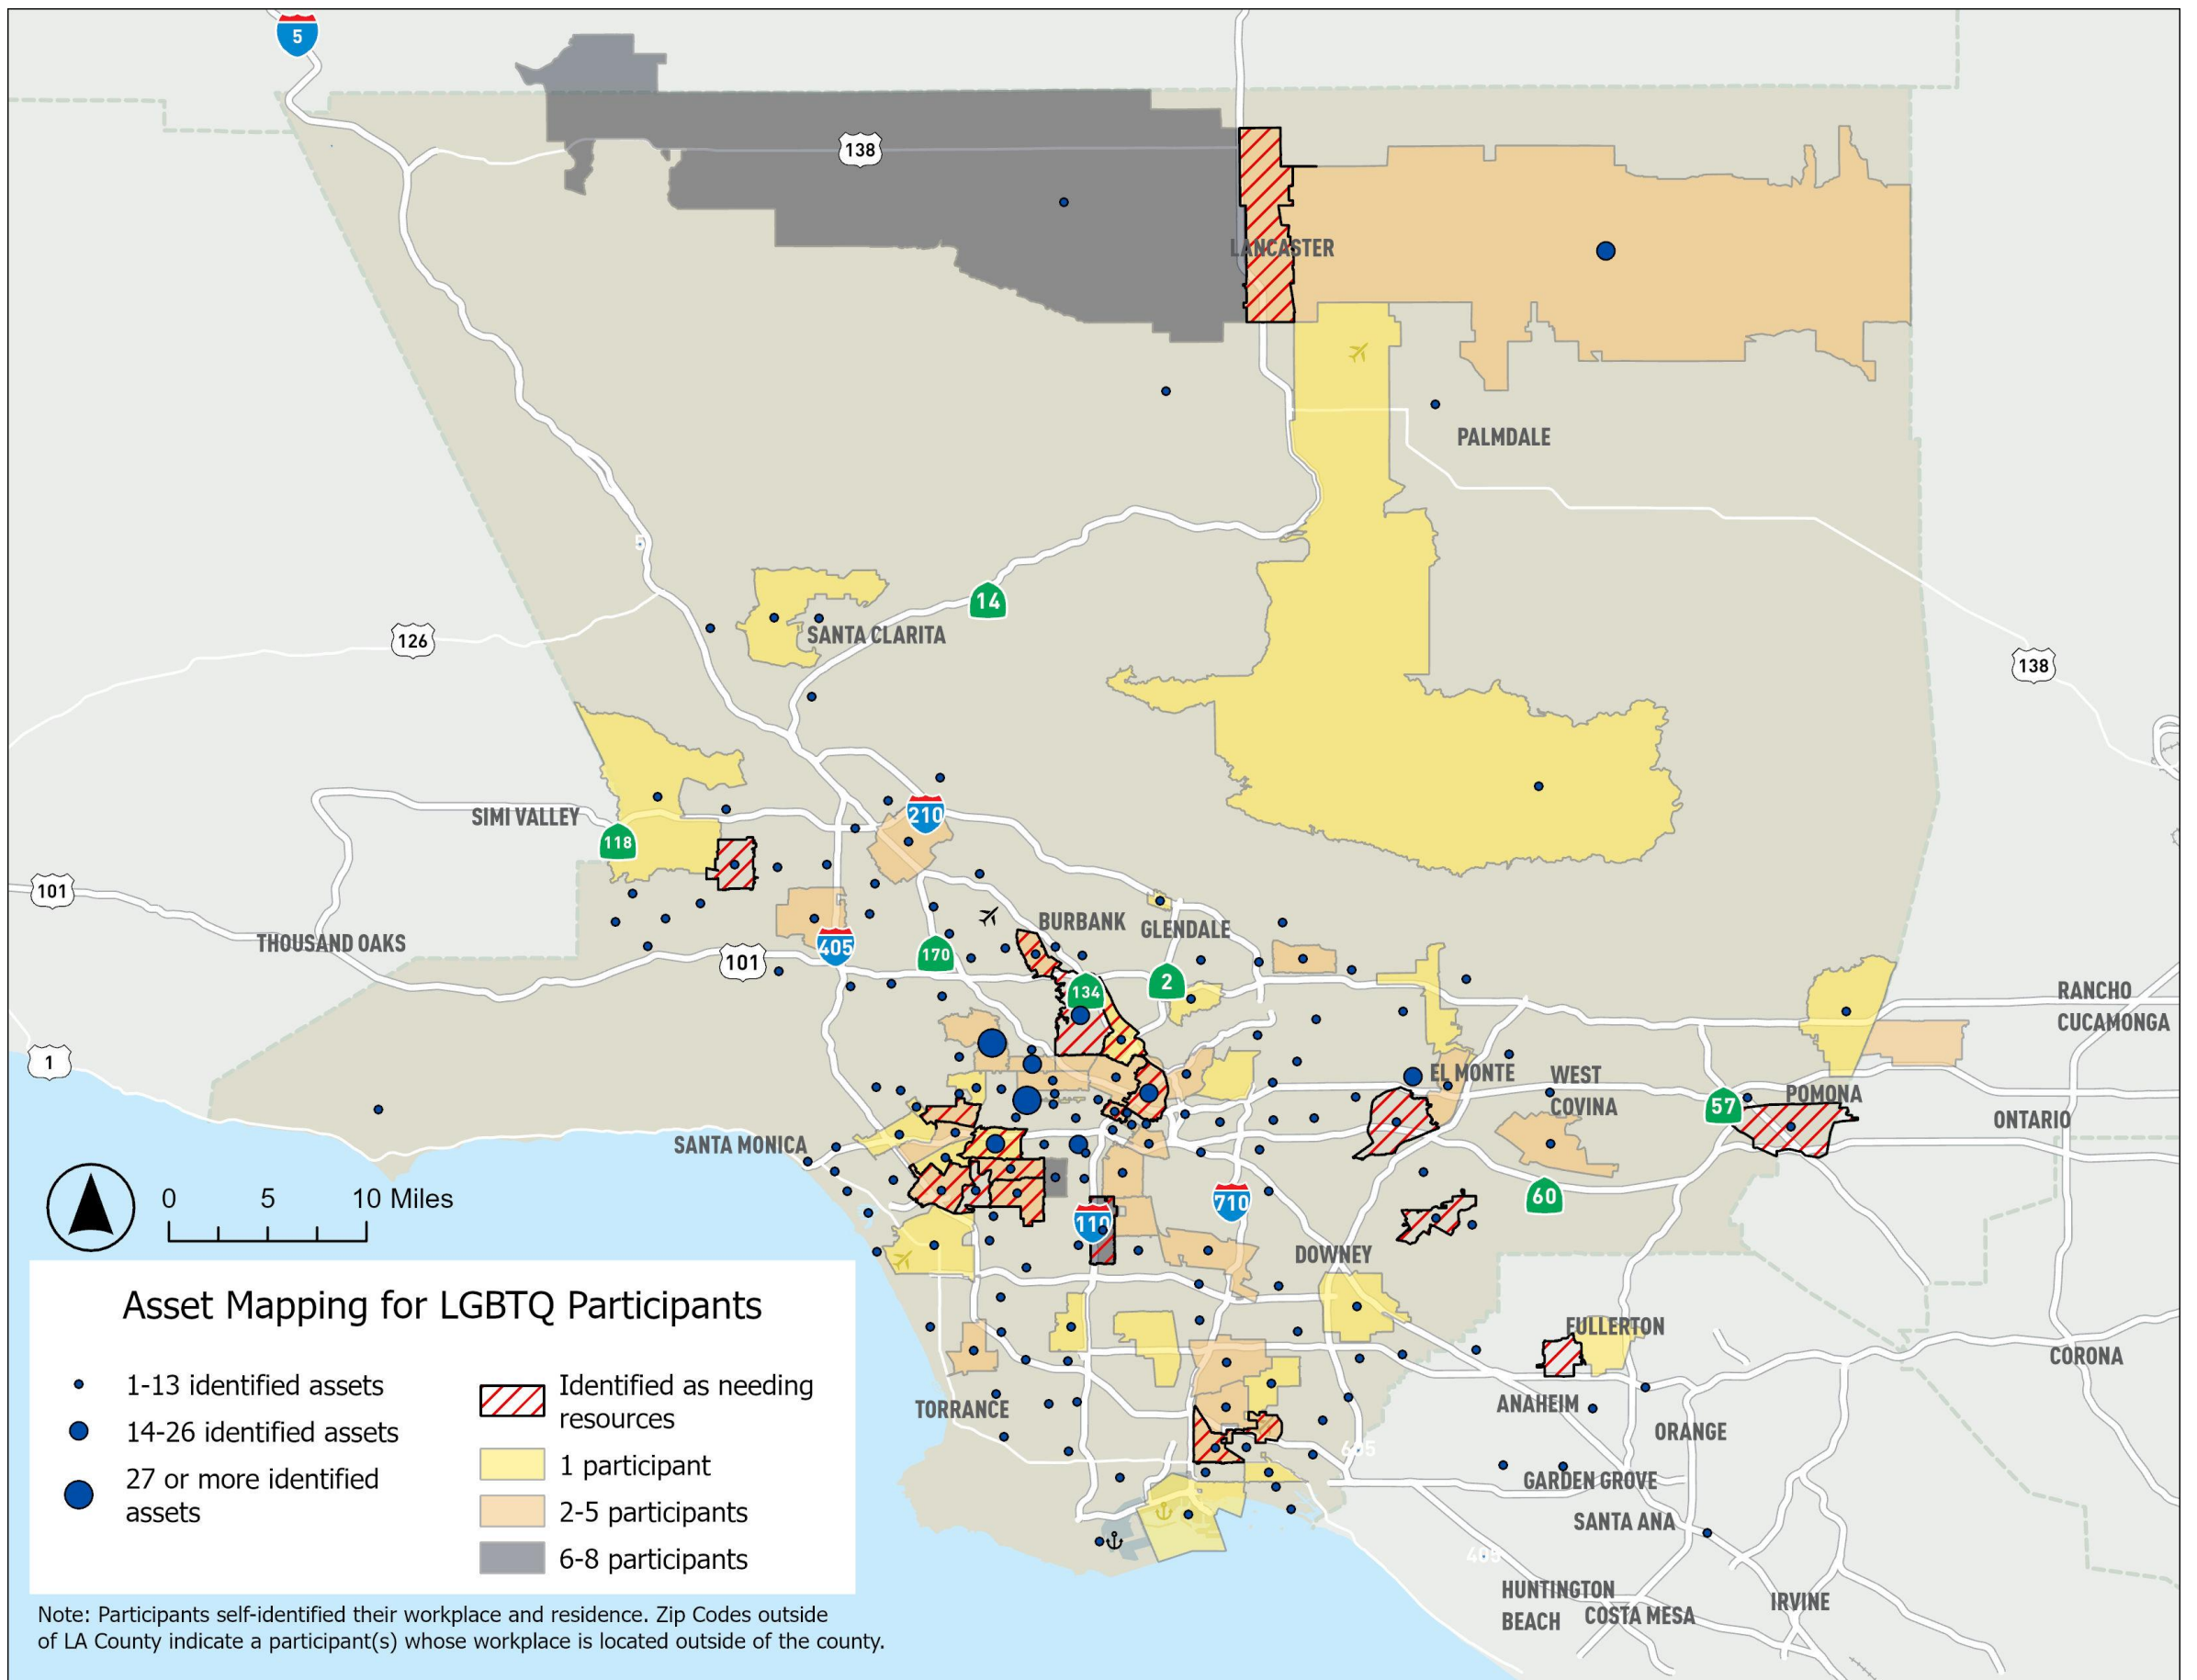 5
138
LANCASTER
PALMDALE
14
SANTA CLARITA
5
126
138
210
SIMI VALLEY
118
101
BURBANK
GLENDALE
THOUSAND OAKS
405
170
101
134
2
RANCHO
CUCAMONGA
1
EL MONTE
WEST
COVINA
57
POMONA
ONTARIO
SANTA MONICA
0 5 10 Miles
710
60
110
DOWNEY
Asset Mapping for LGBTQ Participants
1-13 identified assets
14-26 identified assets
27 or more identified
assets
Identified as needing
resources
1 participant
2-5 participants
6-8 participants
FULLERTON
CORONA
TORRANCE
ANAHEIM
ORANGE
605
GARDEN GROVE
SANTA ANA
405
HUNTINGTON
BEACH
COSTA MESA
IRVINE
Note: Participants self-identified their workplace and residence. Zip Codes outside
of LA County indicate a participant(s) whose workplace is located outside of the county.